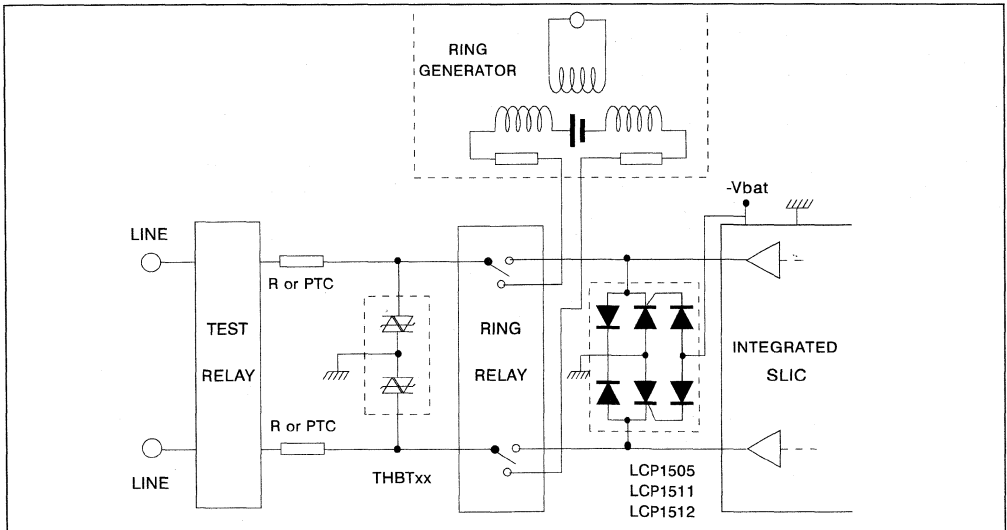 RING
GENERATOR
-Vbat
LINE
R or PTC
TEST
RELAY
RING
RELAY
INTEGRATED
SLIC
R or PTC
LINE
THBTxx
LCP1505
LCP1511
LCP1512